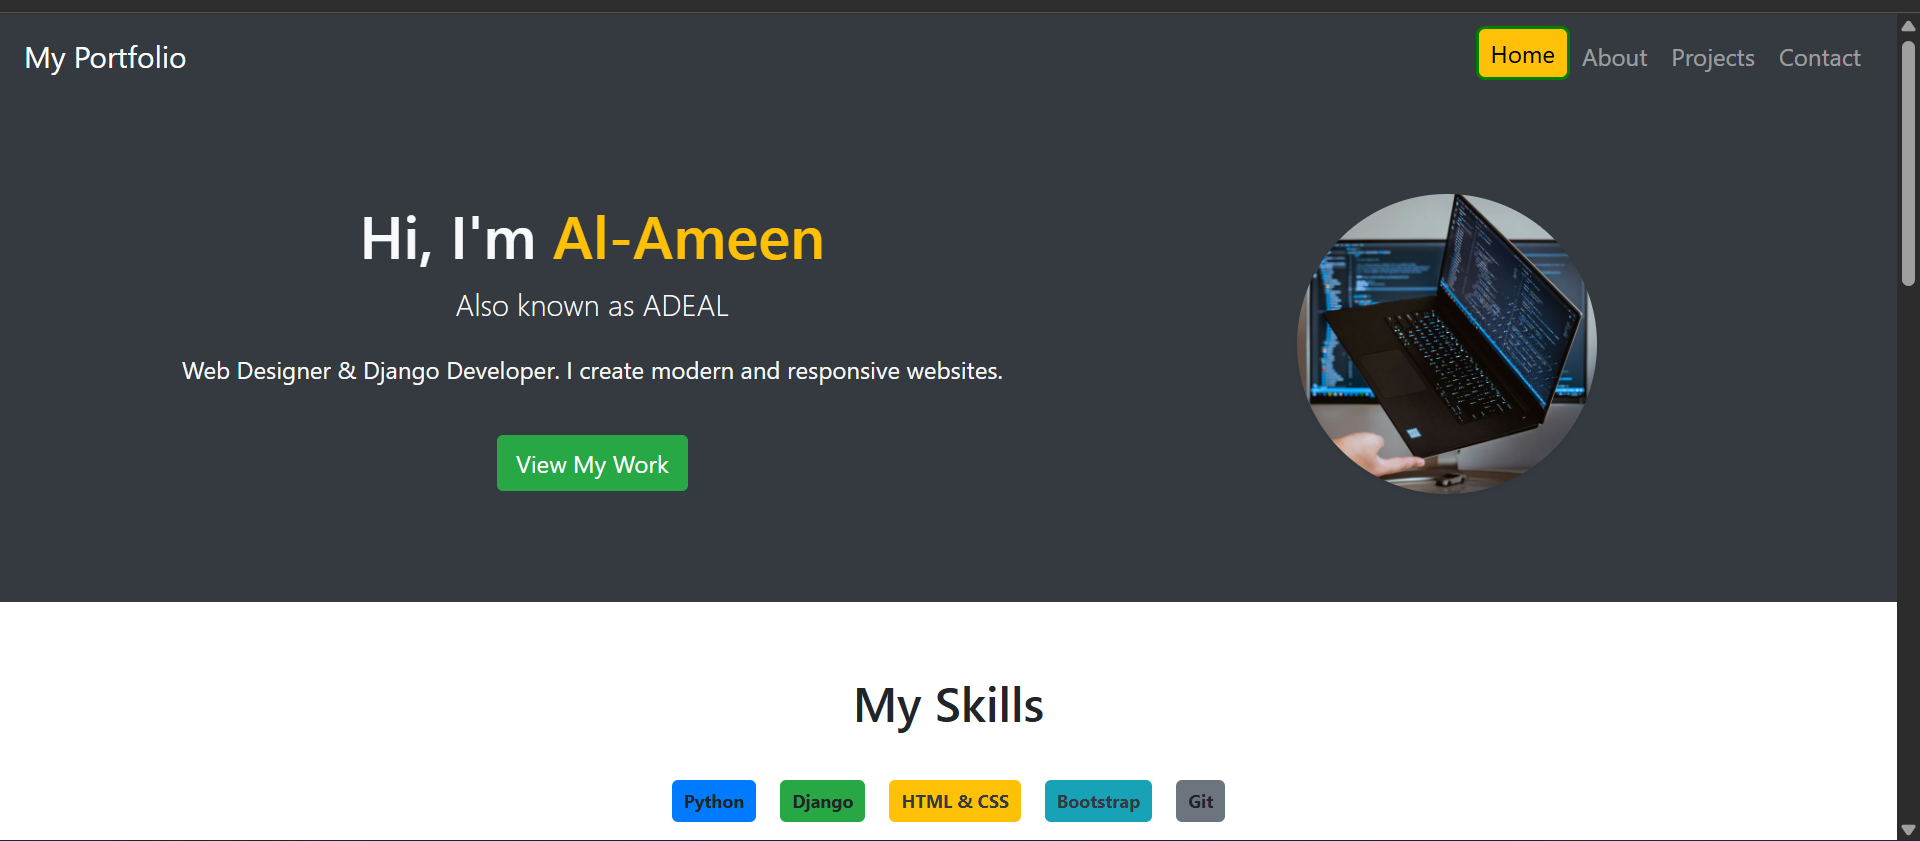 My Portfolio
Home About Projects Contact
Hi, I'm Al-Ameen
Also known as ADEAL
Web Designer & Django Developer. I create modern and responsive websites.
View My Work
My Skills
Python Django HTML & CSS Bootstrap Git